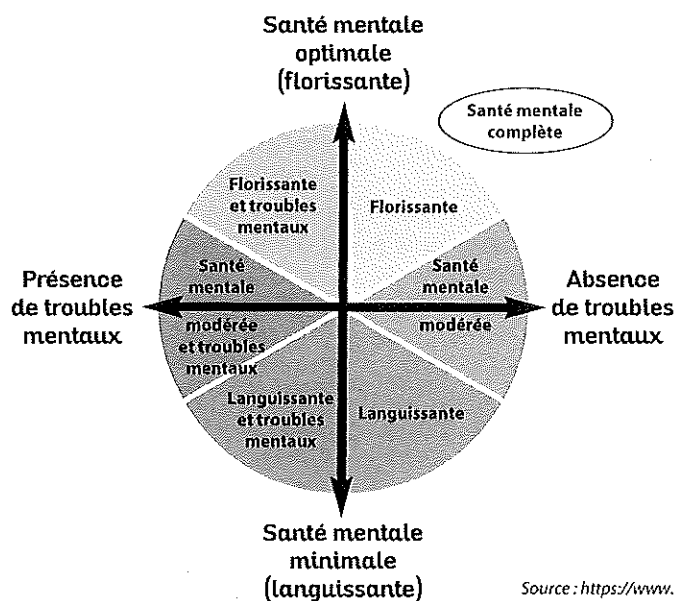 Santé mentale
optimale
(florissante)
Santé mentale
complète
Florissante
et troubles
mentaux
Florissante
Présence
de troubles
mentaux
Santé
mentale
modérée
et troubles
mentaux
Santé
mentale
modérée
Absence
de troubles
mentaux
Languissante
et troubles
mentaux
Languissante
Santé mentale
minimale
(languissante)
Source : https://www.